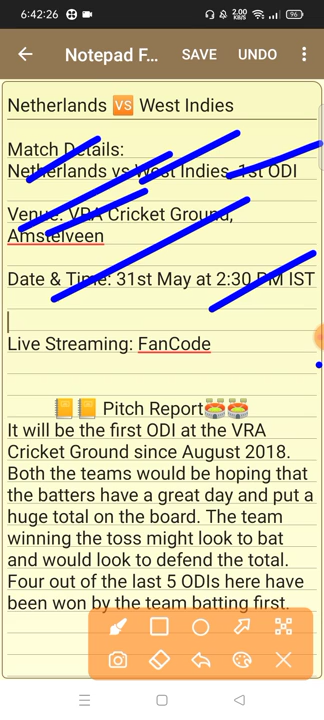 6:42:26
2.00
KB/S
96
Notepad F... SAVE UNDO
Netherlands 🆚 West Indies
Match Details:
Netherlands vs West Indies, 1st ODI
Venue: VRA Cricket Ground,
Amstelveen
Date & Time: 31st May at 2:30 PM IST
Live Streaming: FanCode
📒📒 Pitch Report🏟️🏟️
It will be the first ODI at the VRA
Cricket Ground since August 2018.
Both the teams would be hoping that
the batters have a great day and put a
huge total on the board. The team
winning the toss might look to bat
and would look to defend the total.
Four out of the last 5 ODIs here have
been won by the team batting first.